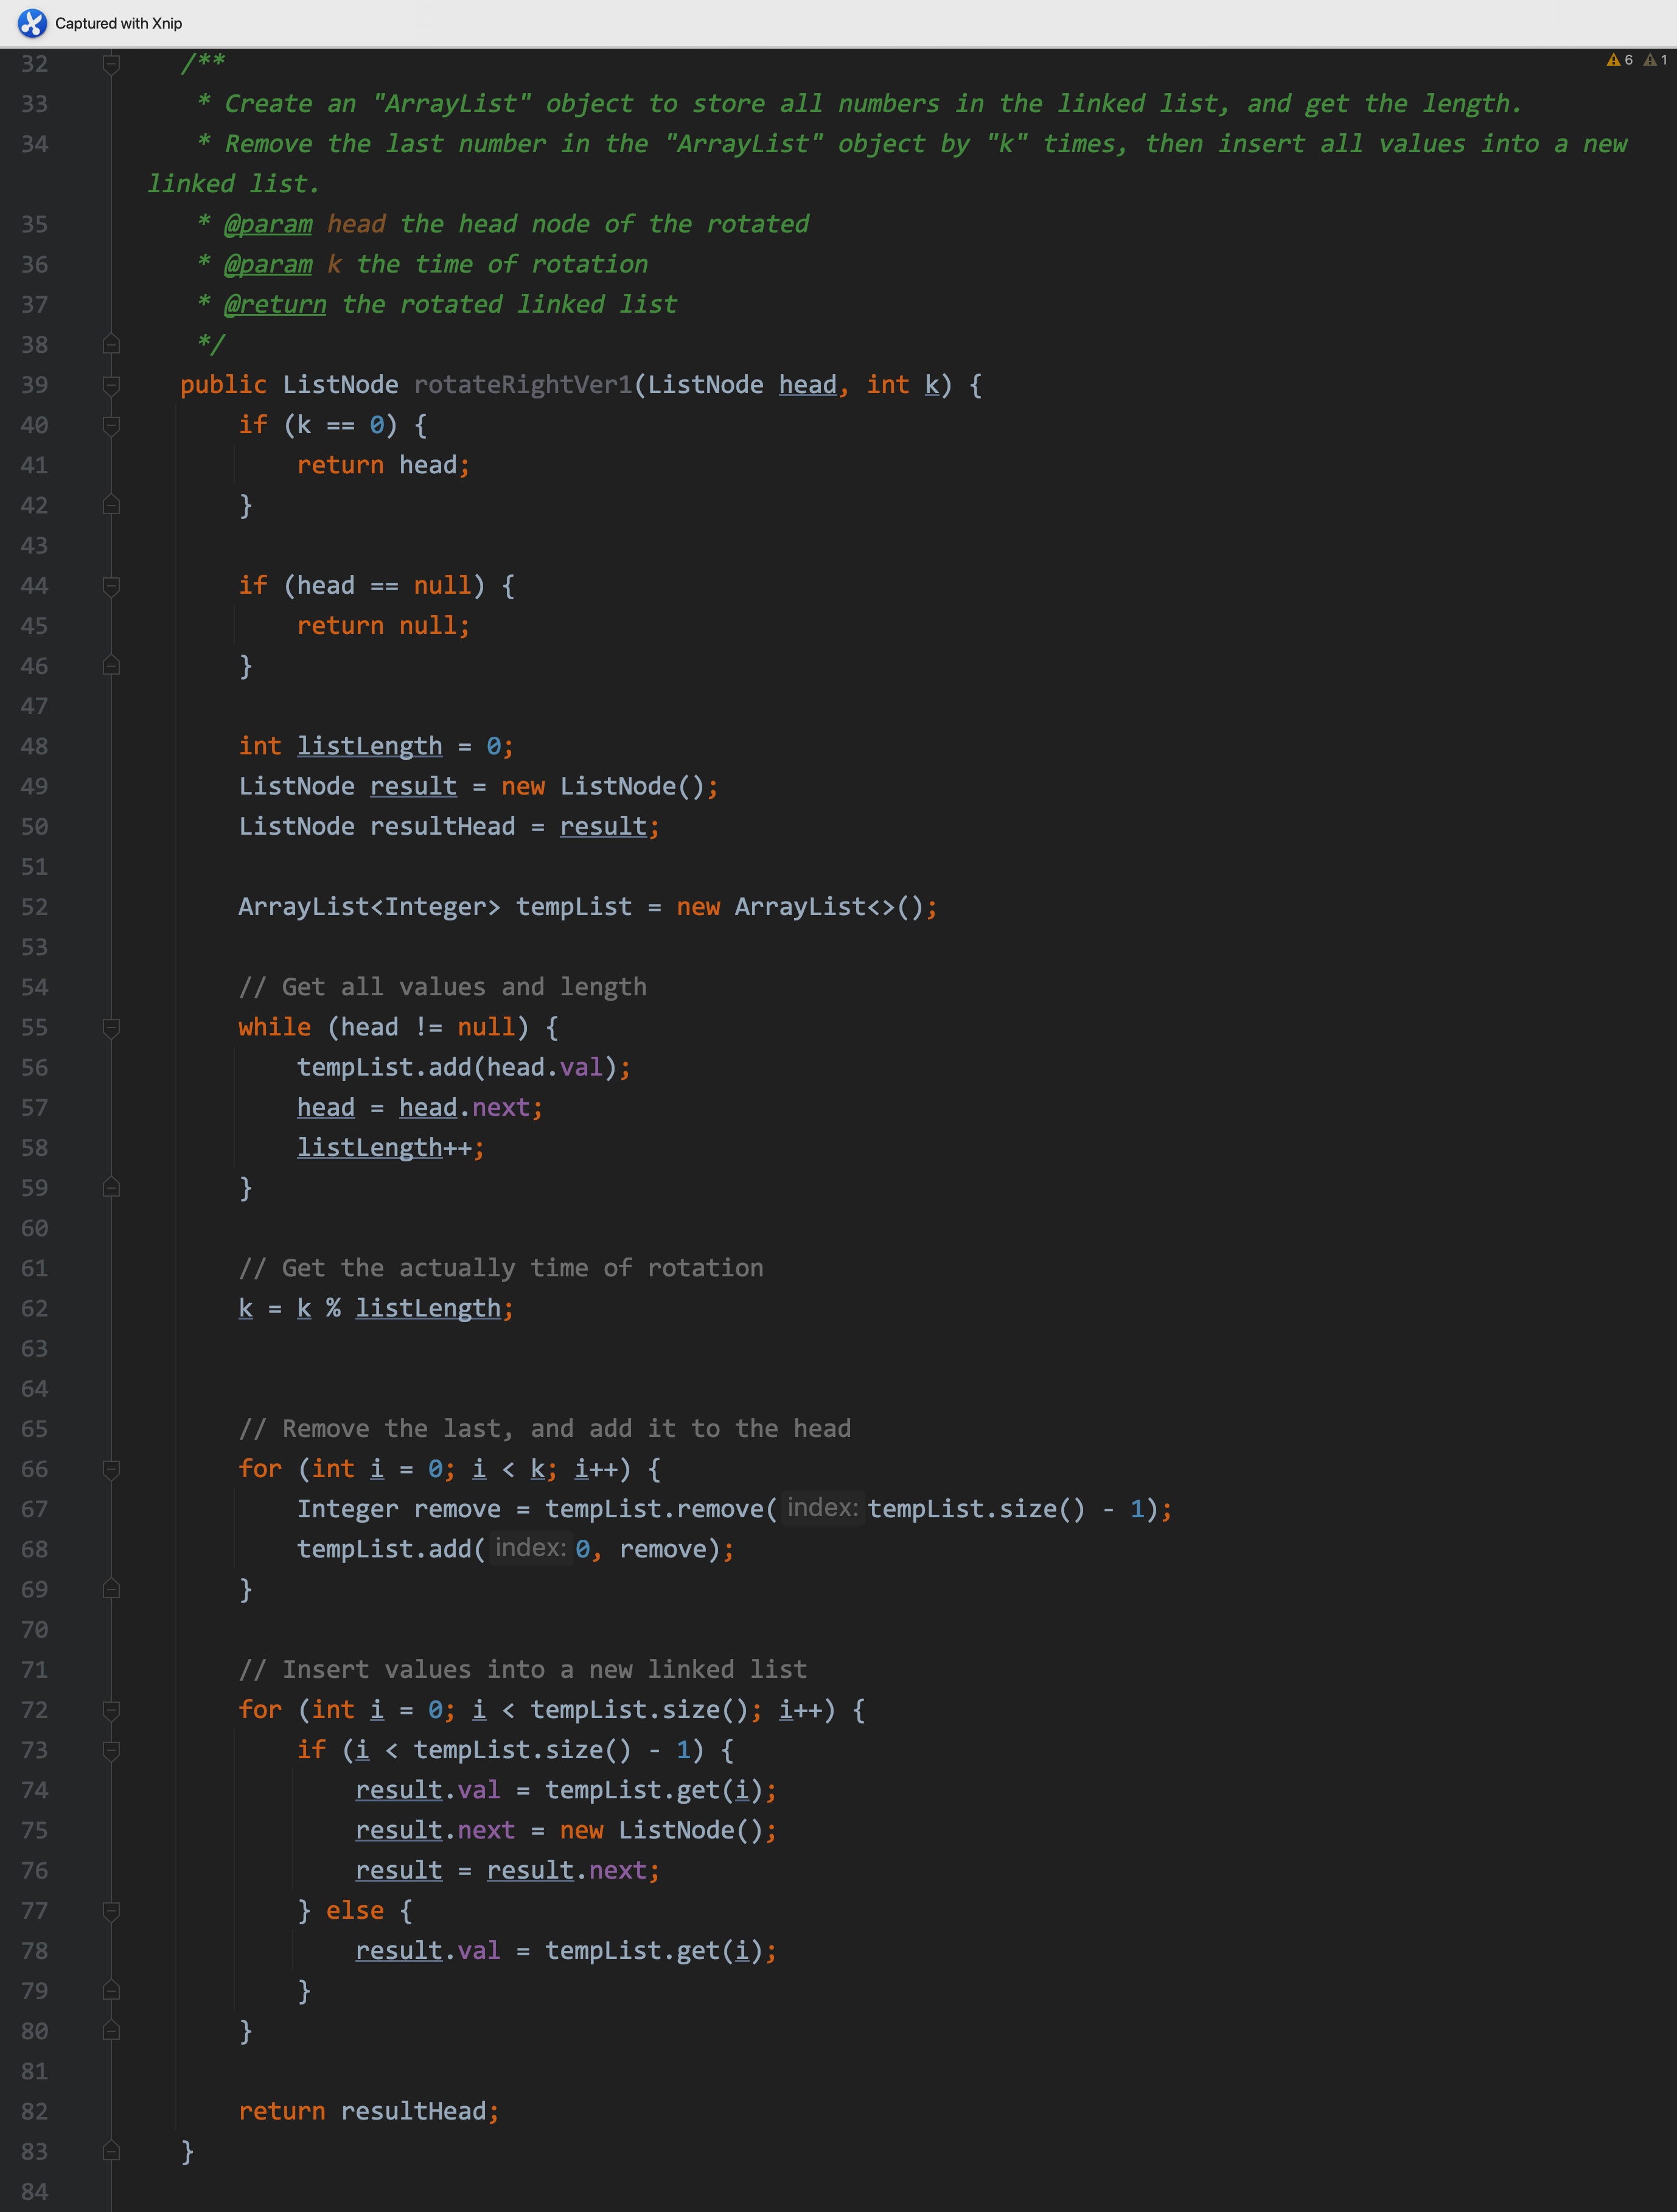 Captured with Xnip
6 1
32 /**
33 * Create an "ArrayList" object to store all numbers in the linked list, and get the length.
34 * Remove the last number in the "ArrayList" object by "k" times, then insert all values into a new
linked list.
35 * @param head the head node of the rotated
36 * @param k the time of rotation
37 * @return the rotated linked list
38 */
39 public ListNode rotateRightVer1(ListNode head, int k) {
40 if (k == 0) {
41 return head;
42 }
43
44 if (head == null) {
45 return null;
46 }
47
48 int listLength = 0;
49 ListNode result = new ListNode();
50 ListNode resultHead = result;
51
52 ArrayList<Integer> tempList = new ArrayList<>();
53
54 // Get all values and length
55 while (head != null) {
56 tempList.add(head.val);
57 head = head.next;
58 listLength++;
59 }
60
61 // Get the actually time of rotation
62 k = k % listLength;
63
64
65 // Remove the last, and add it to the head
66 for (int i = 0; i < k; i++) {
67 Integer remove = tempList.remove( index: tempList.size() - 1);
68 tempList.add( index: 0, remove);
69 }
70
71 // Insert values into a new linked list
72 for (int i = 0; i < tempList.size(); i++) {
73 if (i < tempList.size() - 1) {
74 result.val = tempList.get(i);
75 result.next = new ListNode();
76 result = result.next;
77 } else {
78 result.val = tempList.get(i);
79 }
80 }
81
82 return resultHead;
83 }
84